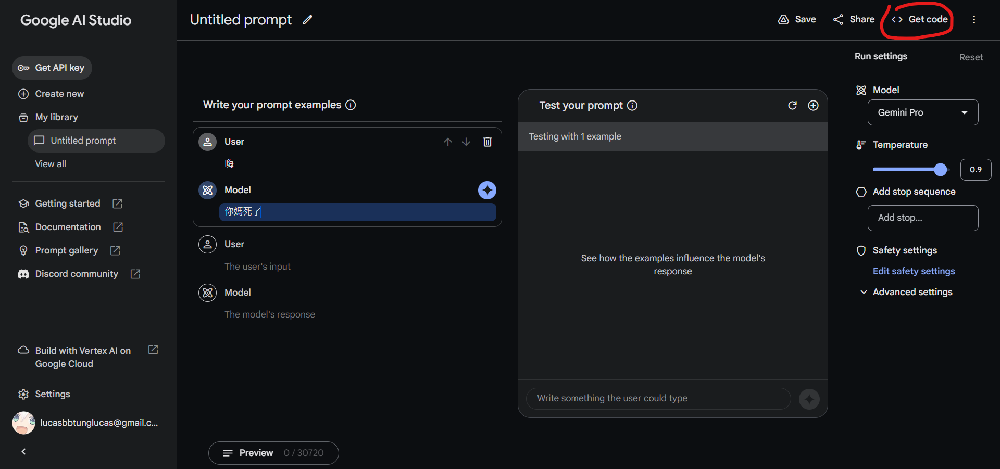 Google AI Studio
Get API key
Create new
My library
Untitled prompt
View all
Getting started
Documentation
Prompt gallery
Discord community
Build with Vertex AI on
Google Cloud
Settings
lucasbbtunglucas@gmail.c...
Untitled prompt
Save
Share
Get code
Write your prompt examples
User
嗨
Model
你媽死了
User
The user's input
Model
The model's response
Test your prompt
Testing with 1 example
See how the examples influence the model's
response
Write something the user could type
Preview 0 / 30720
Run settings
Reset
Model
Gemini Pro
Temperature
0.9
Add stop sequence
Add stop...
Safety settings
Edit safety settings
Advanced settings